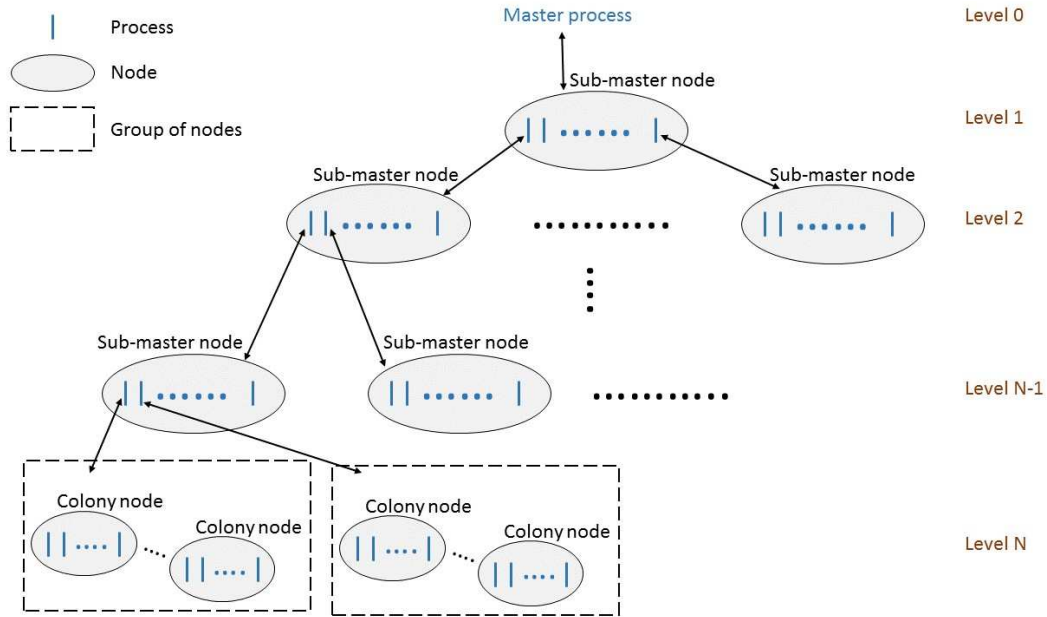 Master process
Level 0
Process
Node
Sub-master node
Group of nodes
Level 1
Sub-master node
Sub-master node
Level 2
Sub-master node
Sub-master node
Level N-1
Colony node
Colony node
Colony node
Colony node
Level N